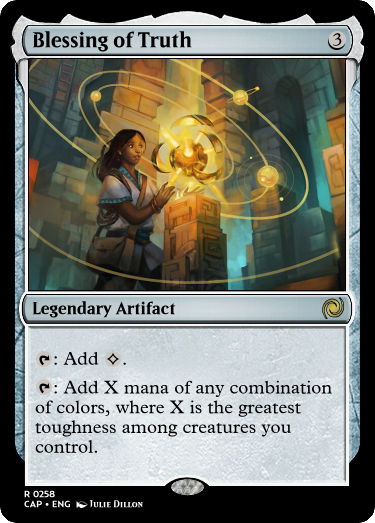 Blessing of Truth 3
Legendary Artifact
: Add .
: Add X mana of any combination
of colors, where X is the greatest
toughness among creatures you
control.
R 0258
CAP • ENG JULIE DILLON